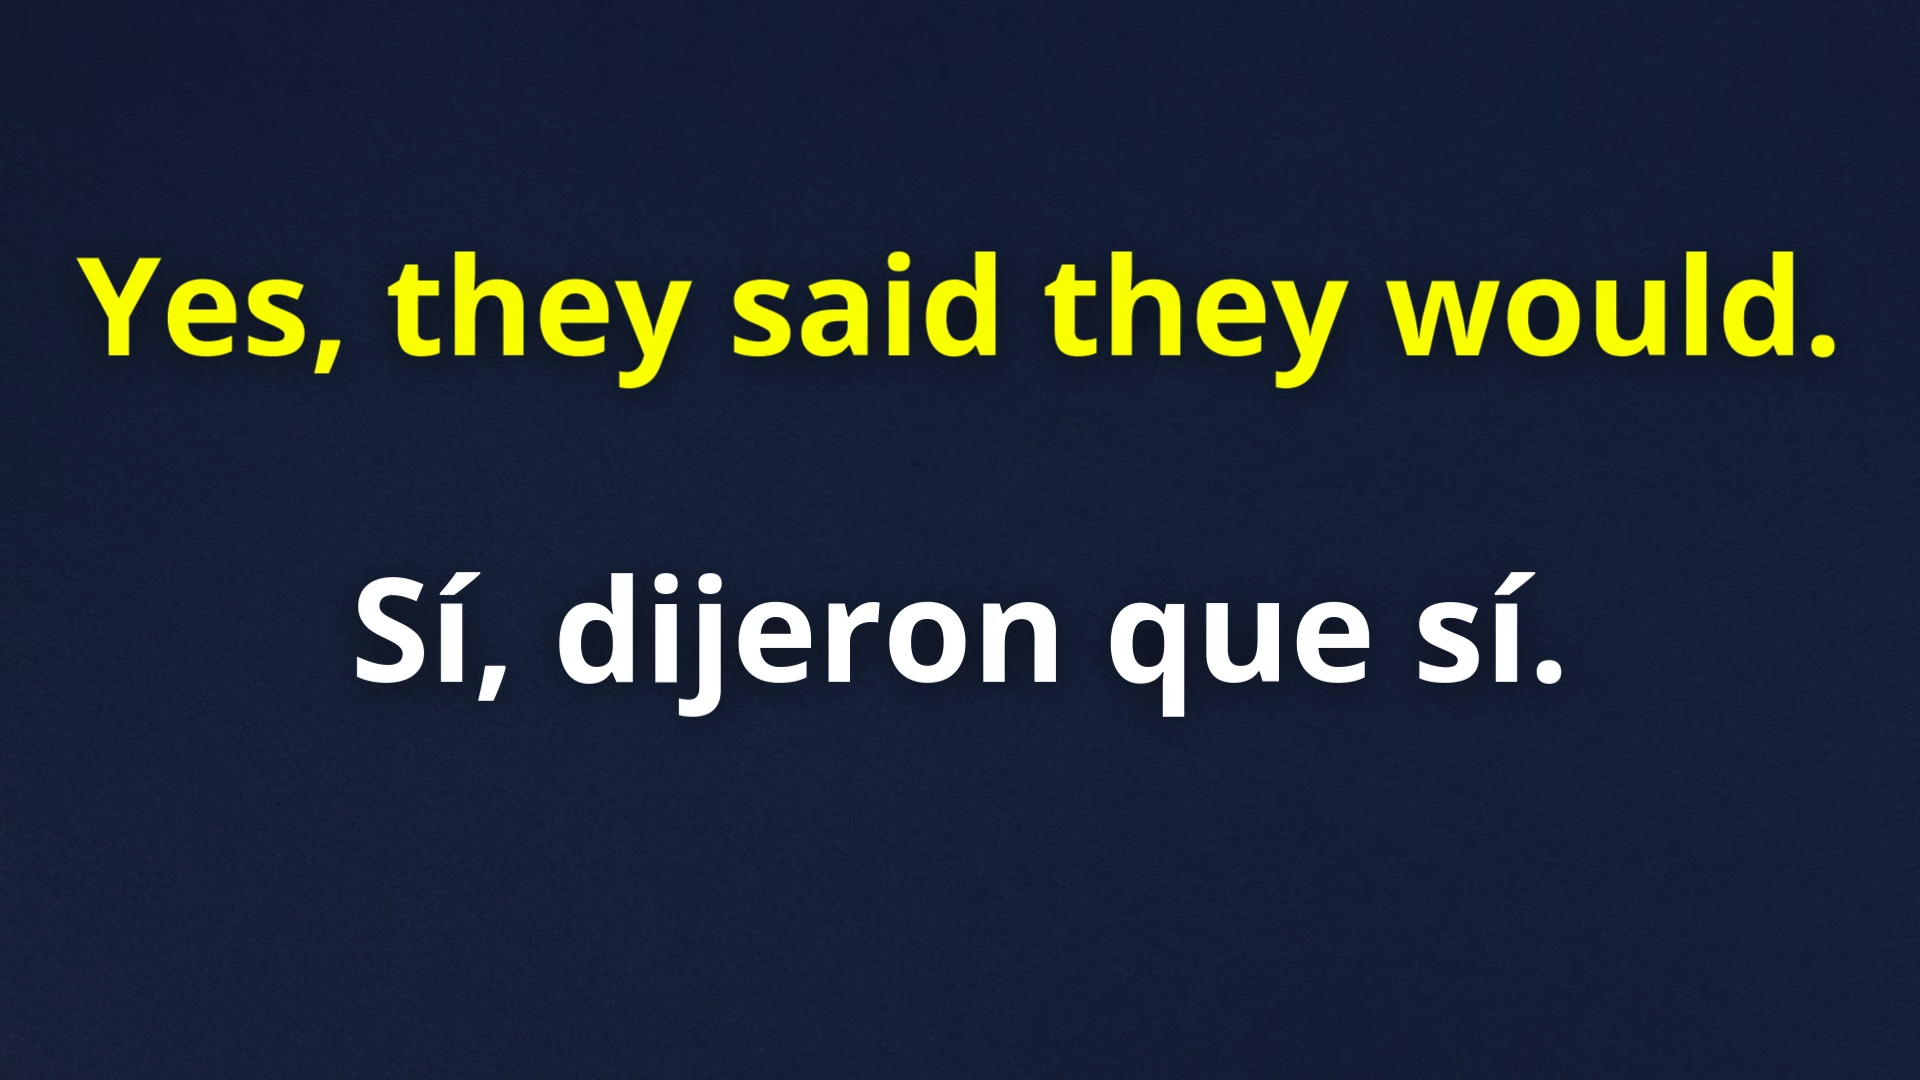 Yes, they said they would.
Sí, dijeron que sí.